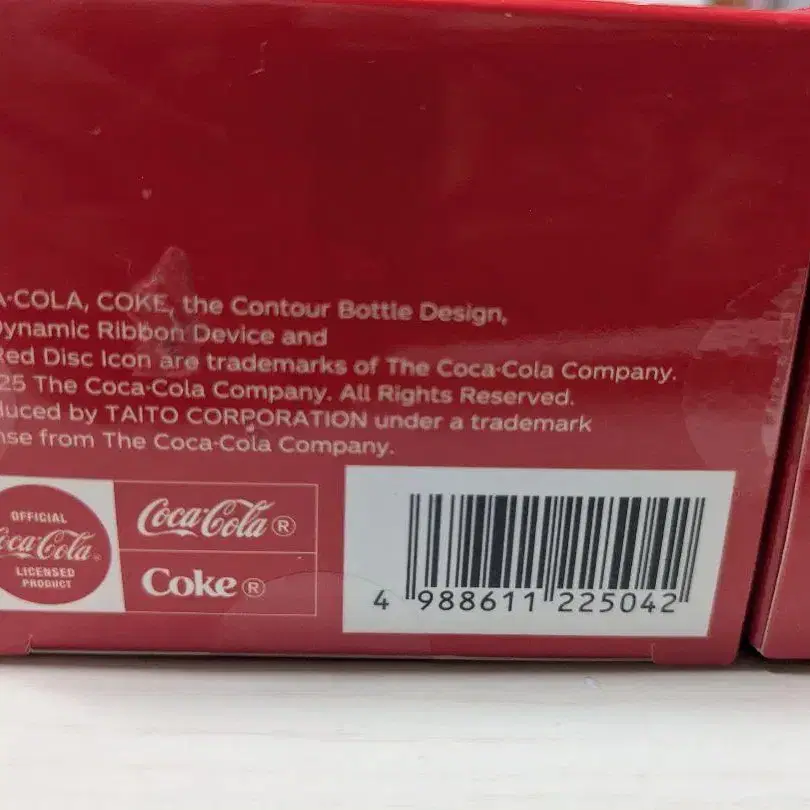 A·COLA, COKE, the Contour Bottle Design,
Dynamic Ribbon Device and
Red Disc Icon are trademarks of The Coca‑Cola Company.
25 The Coca‑Cola Company. All Rights Reserved.
duced by TAITO CORPORATION under a trademark
nse from The Coca‑Cola Company.
OFFICIAL
Coca‑Cola®
LICENSED
PRODUCT
Coca‑Cola®
Coke®
4 988611 225042